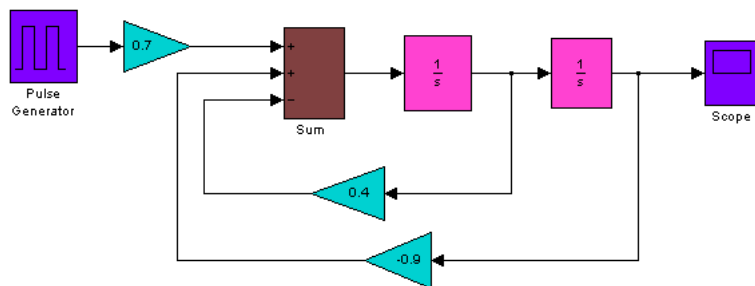 0.7
Pulse
Generator
+
+
−
Sum
1
s
1
s
Scope
0.4
-0.9